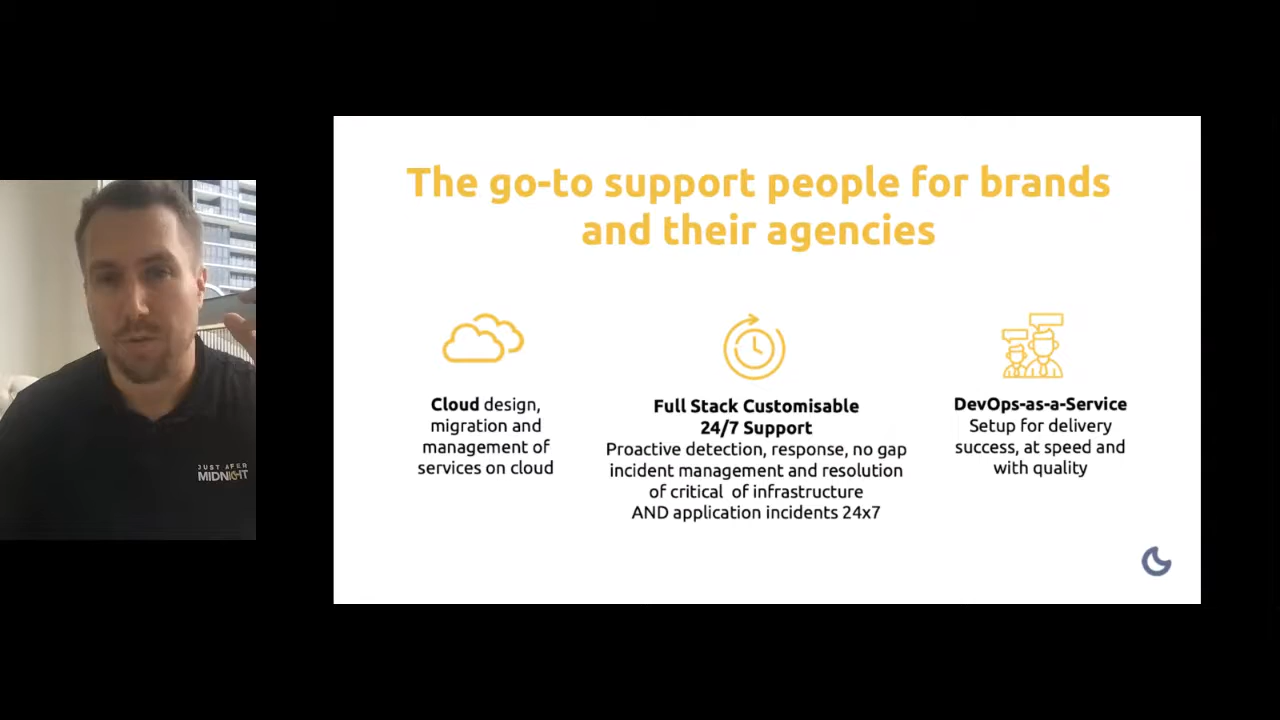 The go-to support people for brands
and their agencies
Cloud design,
migration and
management of
services on cloud
Full Stack Customisable
24/7 Support
Proactive detection, response, no gap
incident management and resolution
of critical of infrastructure
AND application incidents 24x7
DevOps-as-a-Service
Setup for delivery
success, at speed and
with quality
JUST AFTER
MIDNIGHT